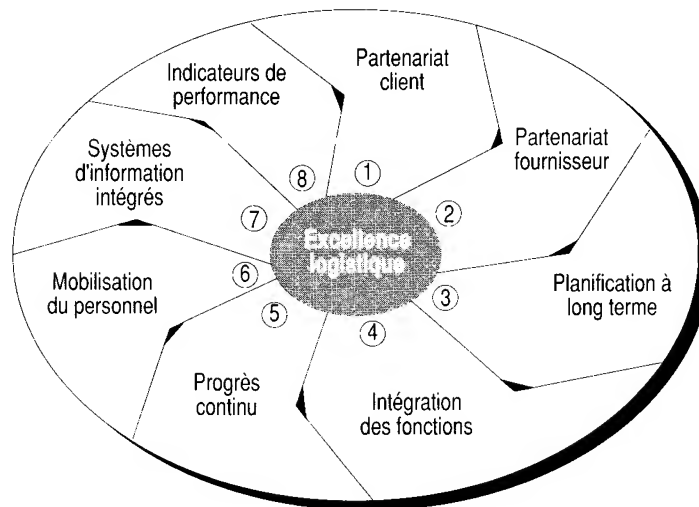 Excellence
logistique
1
Partenariat
client
2
Partenariat
fournisseur
3
Planification à
long terme
4
Intégration
des fonctions
5
Progrès
continu
6
Mobilisation
du personnel
7
Systèmes
d'information
intégrés
8
Indicateurs de
performance